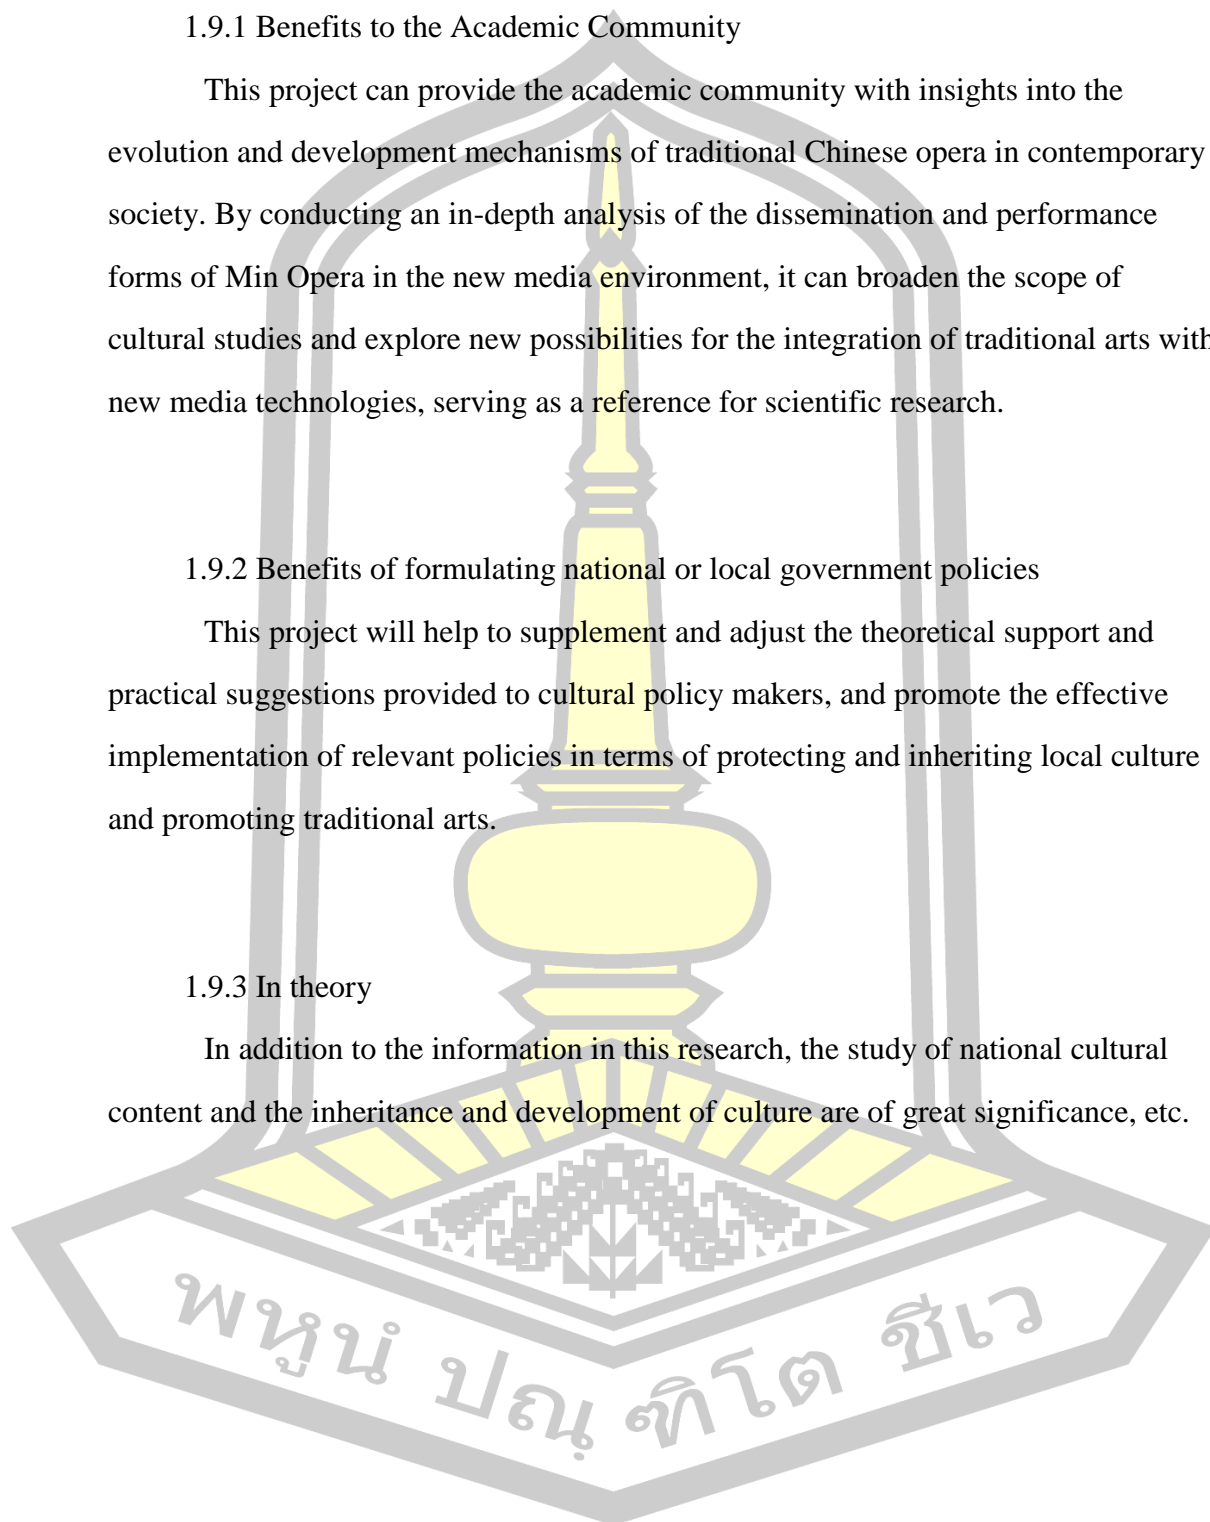 1.9.1 Benefits to the Academic Community
This project can provide the academic community with insights into the
evolution and development mechanisms of traditional Chinese opera in contemporary
society. By conducting an in-depth analysis of the dissemination and performance
forms of Min Opera in the new media environment, it can broaden the scope of
cultural studies and explore new possibilities for the integration of traditional arts with
new media technologies, serving as a reference for scientific research.
1.9.2 Benefits of formulating national or local government policies
This project will help to supplement and adjust the theoretical support and
practical suggestions provided to cultural policy makers, and promote the effective
implementation of relevant policies in terms of protecting and inheriting local culture
and promoting traditional arts.
1.9.3 In theory
In addition to the information in this research, the study of national cultural
content and the inheritance and development of culture are of great significance, etc.
พหูนํ ปณฺ ฑิโต ชีเว